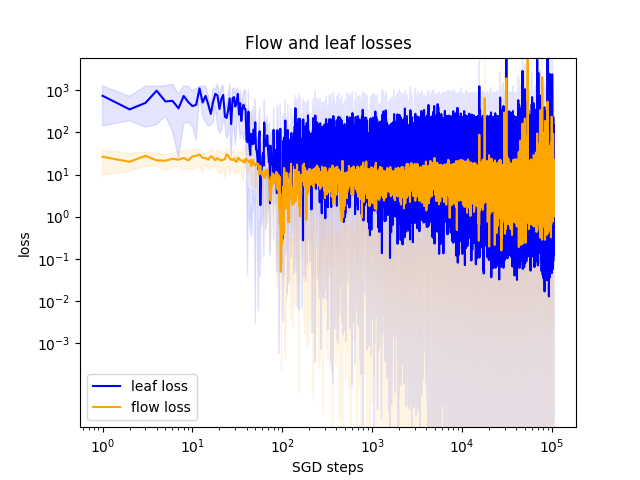 Flow and leaf losses
loss
10³
10²
10¹
10⁰
10⁻¹
10⁻²
10⁻³
leaf loss
flow loss
10⁰ 10¹ 10² 10³ 10⁴ 10⁵
SGD steps